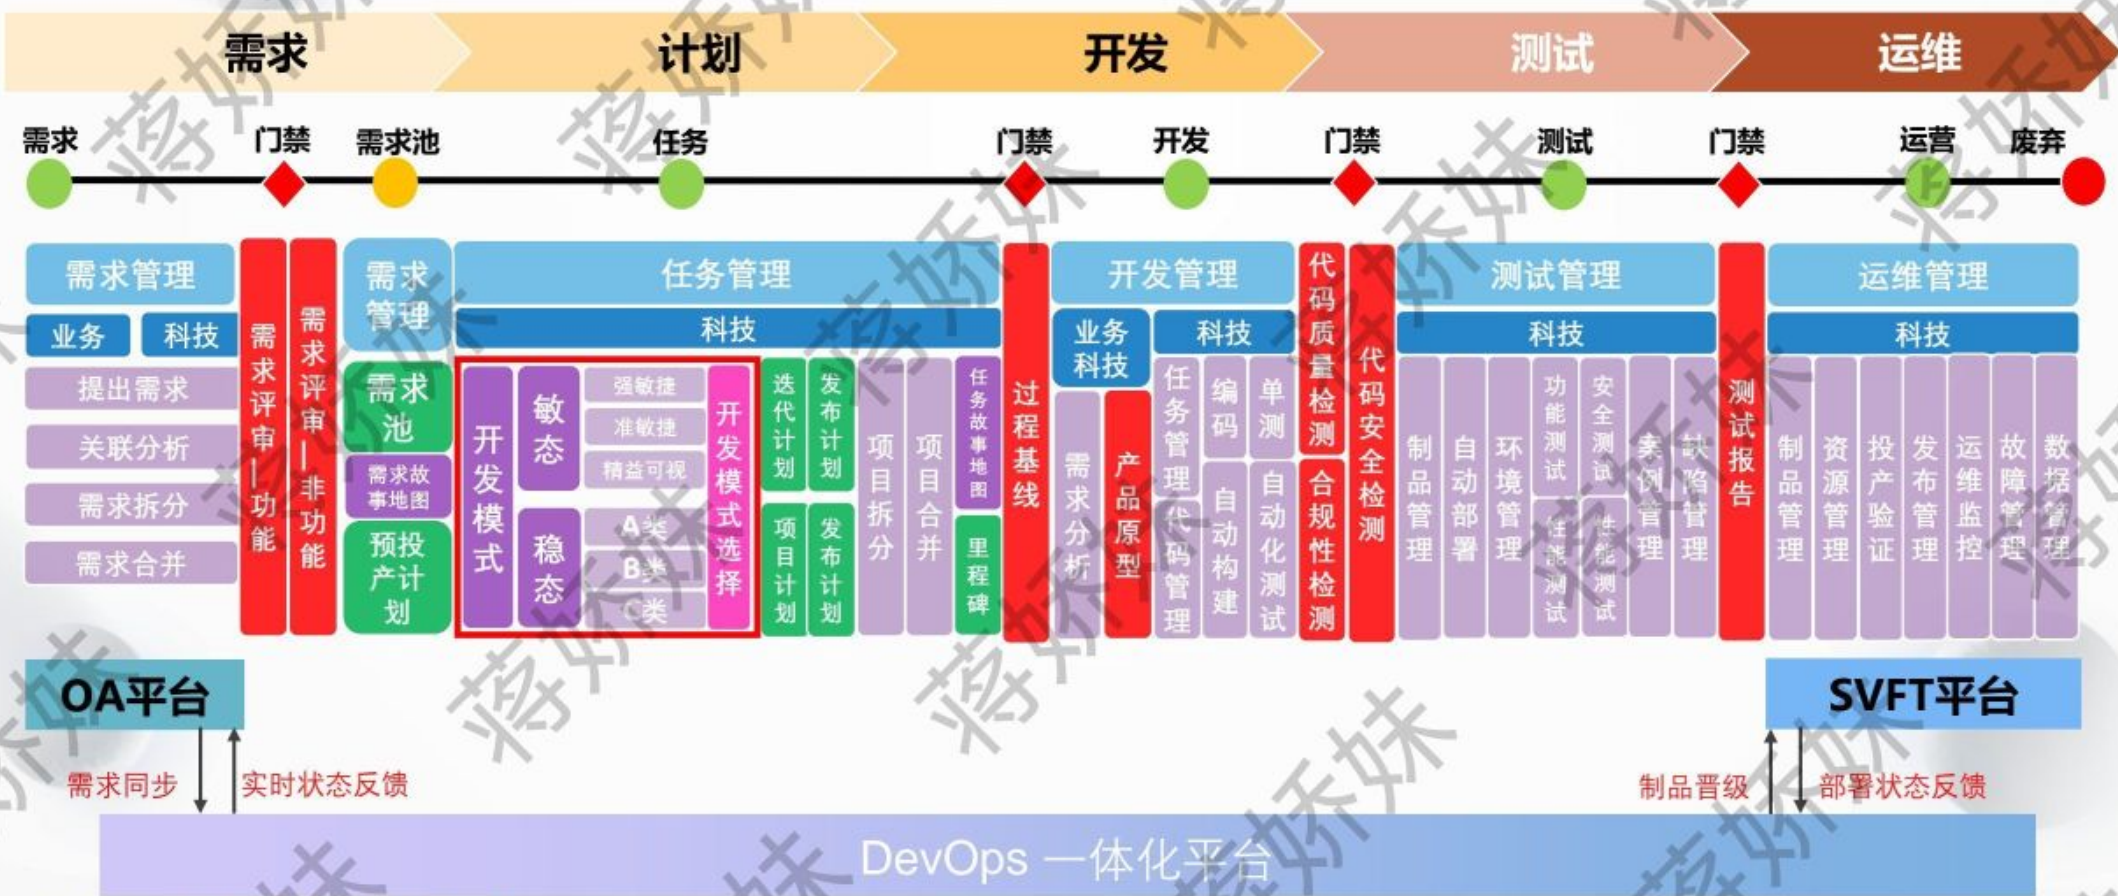 需求
计划
开发
测试
运维
需求
门禁
需求池
任务
门禁
开发
门禁
测试
门禁
运营
废弃
需求管理
业务
科技
提出需求
关联分析
需求拆分
需求合并
需求评审—功能
需求评审—非功能
需求
管理
需求
池
需求故
事地图
预投
产计
划
任务管理
科技
开发模式
敏态
强敏捷
准敏捷
精益可视
稳态
A类
B类
C类
开发模式选择
迭代计划
发布计划
项目计划
发布计划
项目拆分
项目合并
任务故事地图
里程碑
过程基线
开发管理
业务
科技
科技
需求分析
产品原型
任务管理
代码管理
编码
自动构建
单测
自动化测试
代码质量检测
合规性检测
代码安全检测
测试管理
科技
制品管理
自动部署
环境管理
功能测试
性能测试
安全测试
性能测试
案例管理
缺陷管理
测试报告
运维管理
科技
制品管理
资源管理
投产验证
发布管理
运维监控
故障管理
数据管理
OA平台
SVFT平台
需求同步
实时状态反馈
制品晋级
部署状态反馈
DevOps 一体化平台
蒋娇妹